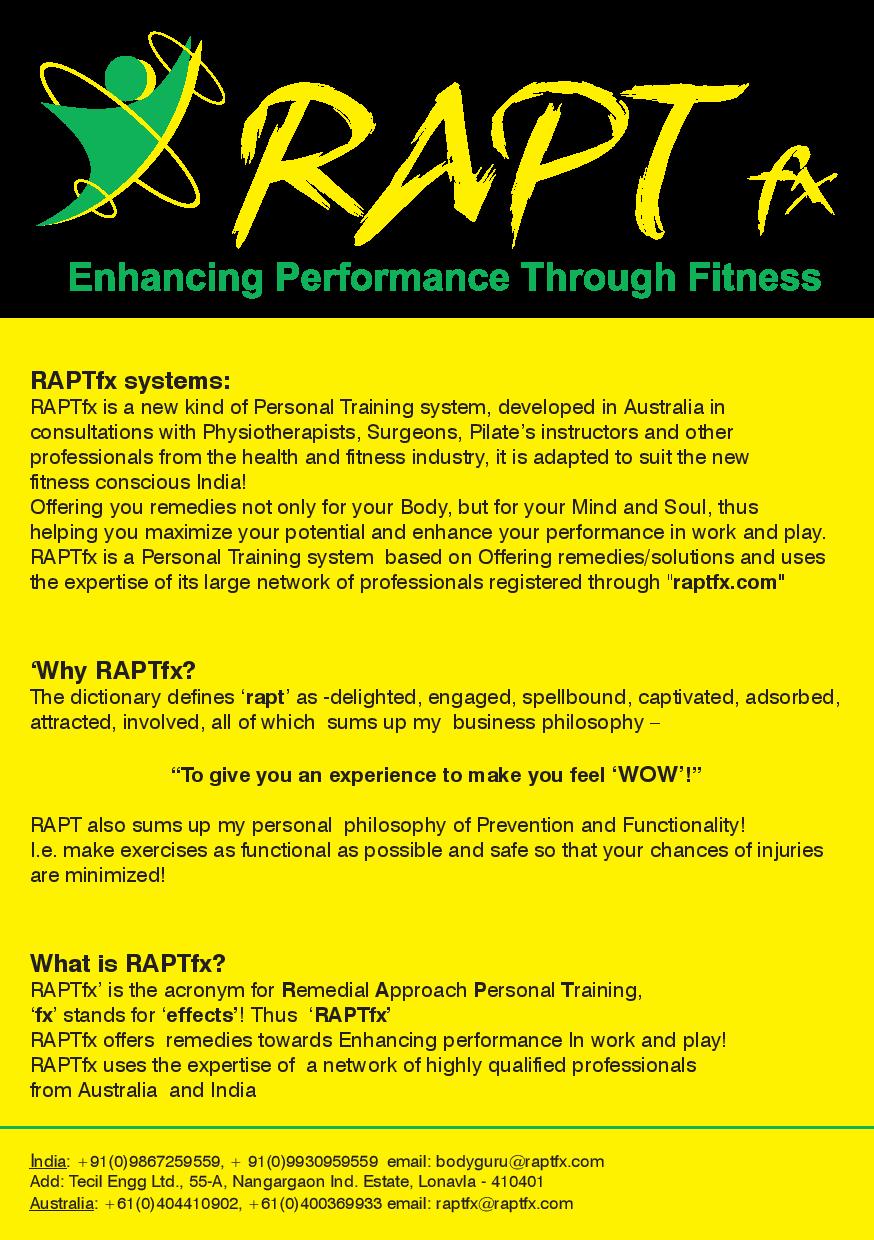 RAPT fx
Enhancing Performance Through Fitness
RAPTfx systems:
RAPTfx is a new kind of Personal Training system, developed in Australia in
consultations with Physiotherapists, Surgeons, Pilate’s instructors and other
professionals from the health and fitness industry, it is adapted to suit the new
fitness conscious India!
Offering you remedies not only for your Body, but for your Mind and Soul, thus
helping you maximize your potential and enhance your performance in work and play.
RAPTfx is a Personal Training system based on Offering remedies/solutions and uses
the expertise of its large network of professionals registered through "raptfx.com"
‘Why RAPTfx?
The dictionary defines ‘rapt’ as -delighted, engaged, spellbound, captivated, adsorbed,
attracted, involved, all of which sums up my business philosophy –
“To give you an experience to make you feel ‘WOW’!”
RAPT also sums up my personal philosophy of Prevention and Functionality!
I.e. make exercises as functional as possible and safe so that your chances of injuries
are minimized!
What is RAPTfx?
RAPTfx’ is the acronym for Remedial Approach Personal Training,
‘fx’ stands for ‘effects’! Thus ‘RAPTfx’
RAPTfx offers remedies towards Enhancing performance In work and play!
RAPTfx uses the expertise of a network of highly qualified professionals
from Australia and India
India: +91(0)9867259559, + 91(0)9930959559 email: bodyguru@raptfx.com
Add: Tecil Engg Ltd., 55-A, Nangargaon Ind. Estate, Lonavla - 410401
Australia: +61(0)404410902, +61(0)400369933 email: raptfx@raptfx.com